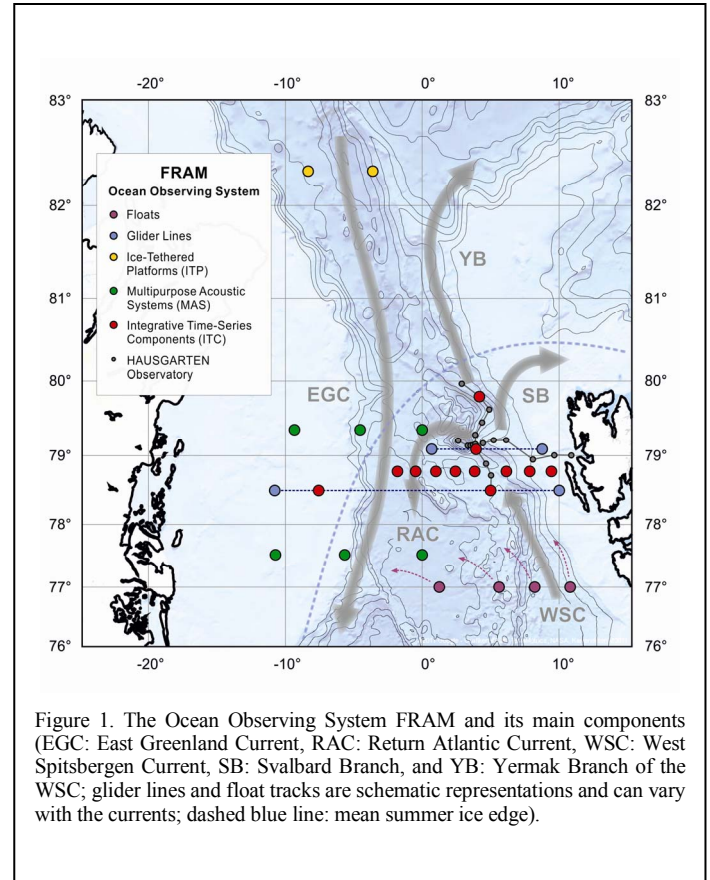 -20° -10° 0° 10°
83° 83°
FRAM
Ocean Observing System
Floats
Glider Lines
Ice-Tethered
Platforms (ITP)
Multipurpose Acoustic
Systems (MAS)
Integrative Time-Series
Components (ITC)
HAUSGARTEN
Observatory
82° 82°
YB
81° 81°
80° 80°
EGC
SB
79° 79°
78° 78°
RAC
77° 77°
WSC
76° 76°
-20° -10° 0° 10°
Figure 1. The Ocean Observing System FRAM and its main components
(EGC: East Greenland Current, RAC: Return Atlantic Current, WSC: West
Spitsbergen Current, SB: Svalbard Branch, and YB: Yermak Branch of the
WSC; glider lines and float tracks are schematic representations and can vary
with the currents; dashed blue line: mean summer ice edge).